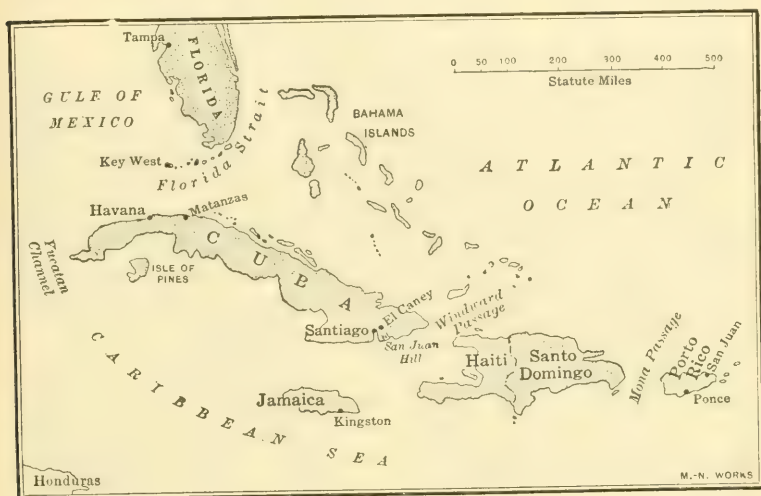 Tampa
FLORIDA
0 50 100 200 300 400 500
Statute Miles
GULF OF
MEXICO
BAHAMA
ISLANDS
Florida Strait
Key West
ATLANTIC
OCEAN
Havana
Matanzas
CUBA
Yucatan
Channel
ISLE OF
PINES
El Caney
Santiago
San Juan
Hill
Windward
Passage
Haiti
Santo
Domingo
Mona Passage
Porto
Rico
San Juan
Ponce
Jamaica
Kingston
CARIBBEAN SEA
Honduras
M.-N. WORKS